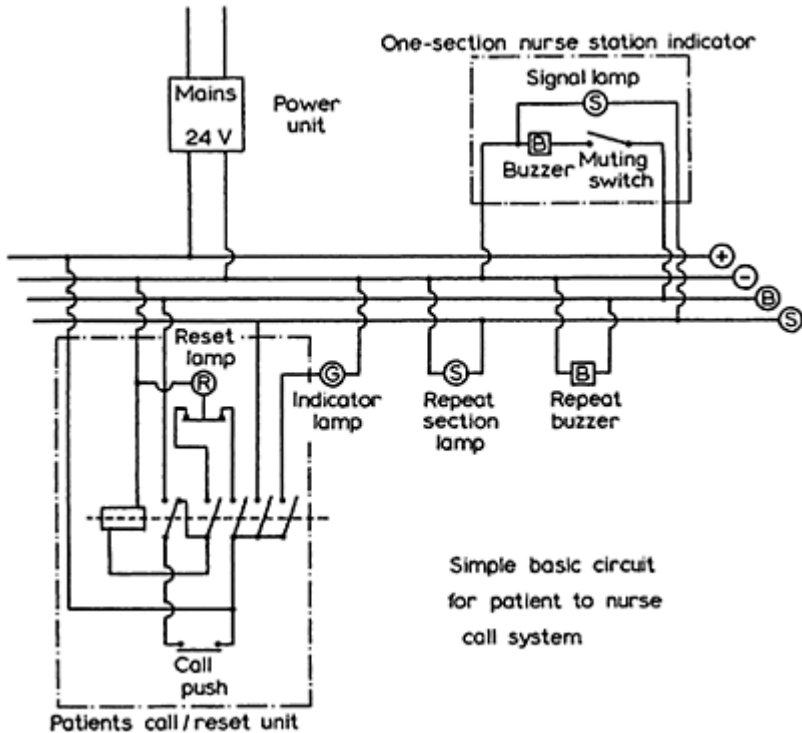 One-section nurse station indicator
Signal lamp
S
Mains
24 V
Power
unit
B
Buzzer
Muting
switch
+
−
B
S
Reset
lamp
R
G
Indicator
lamp
S
Repeat
section
lamp
B
Repeat
buzzer
Simple basic circuit
for patient to nurse
call system
Call
push
Patients call/reset unit